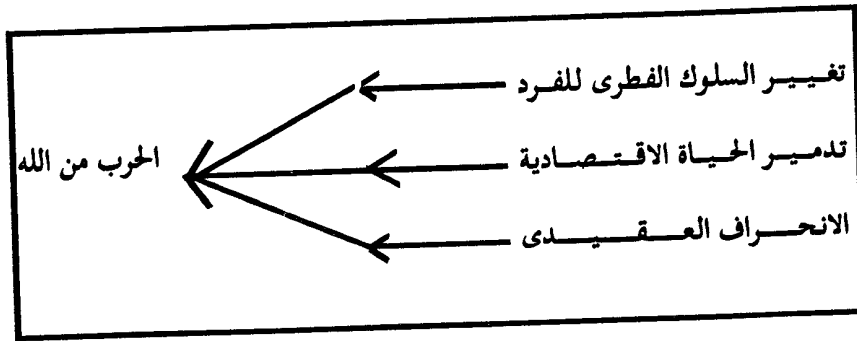 تغيير السلوك الفطرى للفرد
تدمير الحياة الاقتصادية
الحرب من الله
الانحراف العقيدى